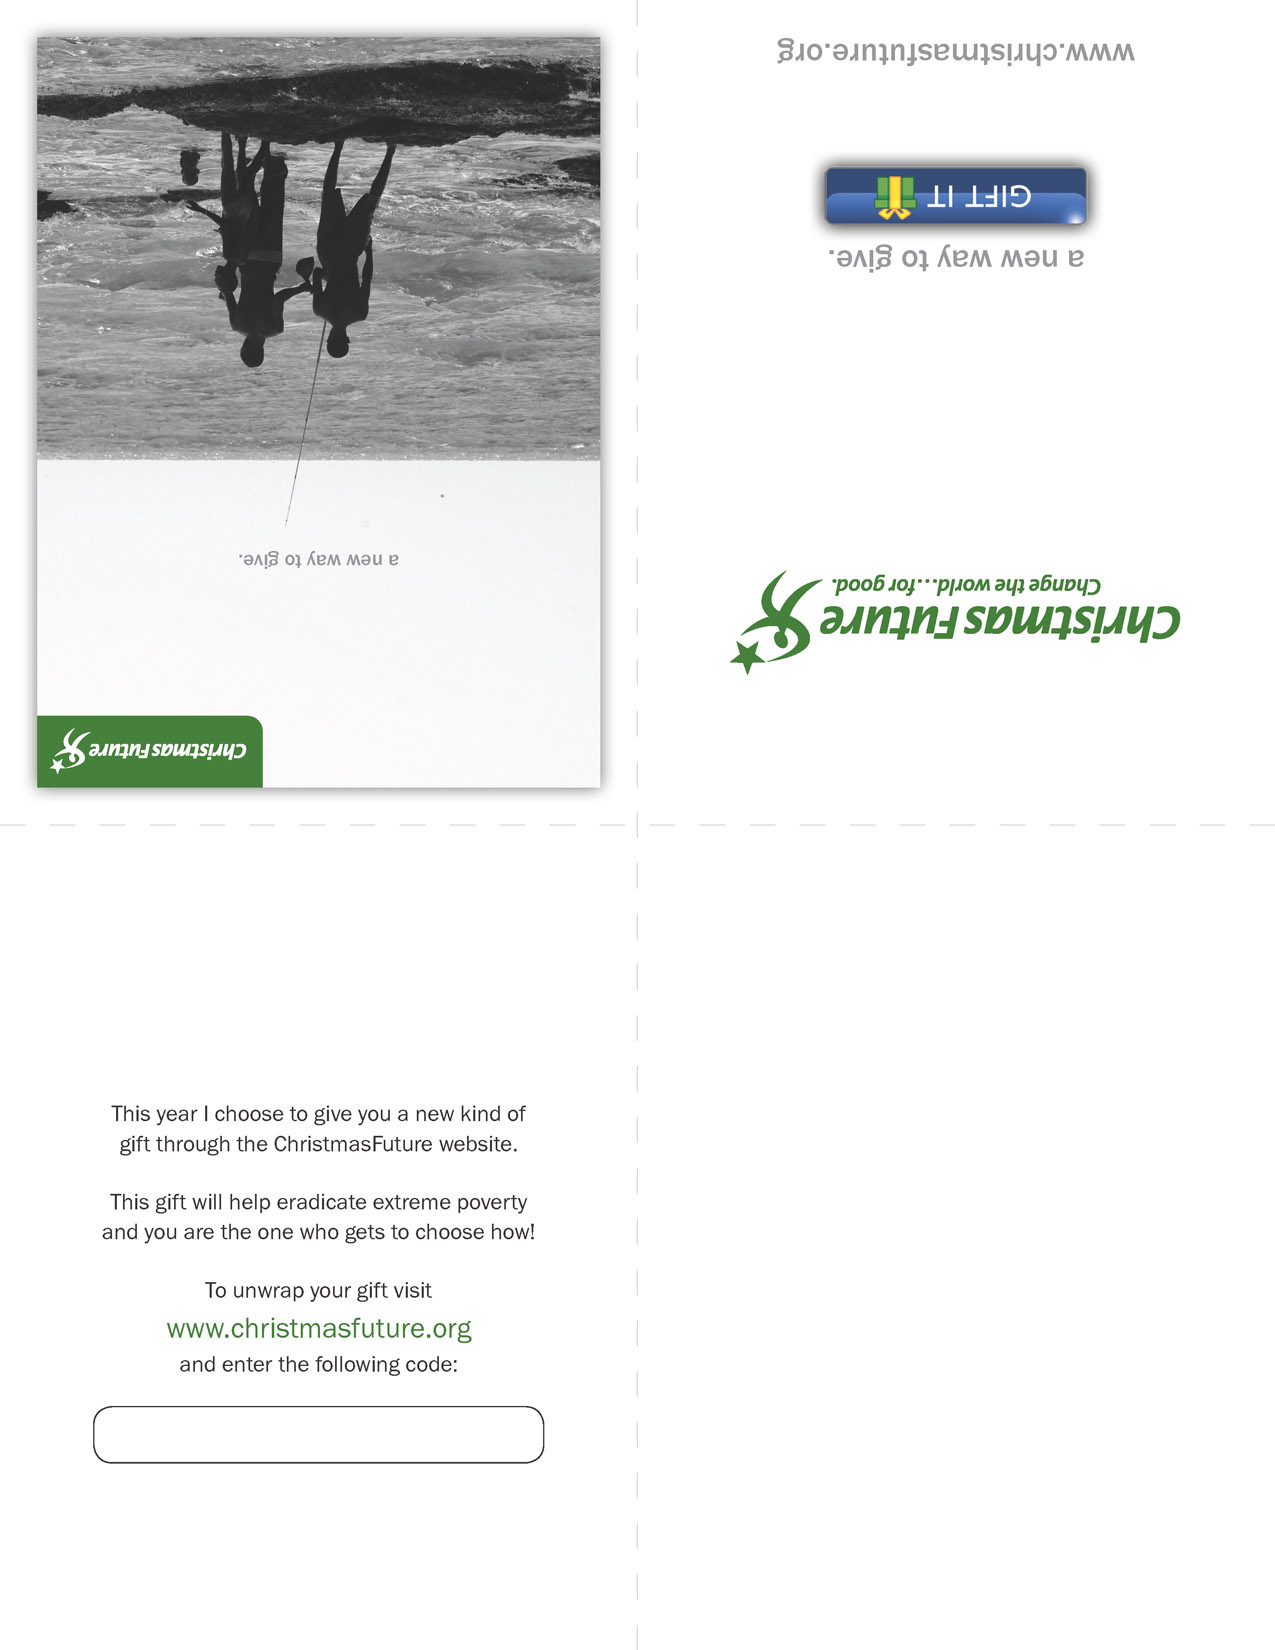 www.christmasfuture.org
GIFT IT
a new way to give.
Change the world...for good.
Christmas Future
a new way to give.
Christmas Future
This year I choose to give you a new kind of
gift through the ChristmasFuture website.
This gift will help eradicate extreme poverty
and you are the one who gets to choose how!
To unwrap your gift visit
www.christmasfuture.org
and enter the following code: